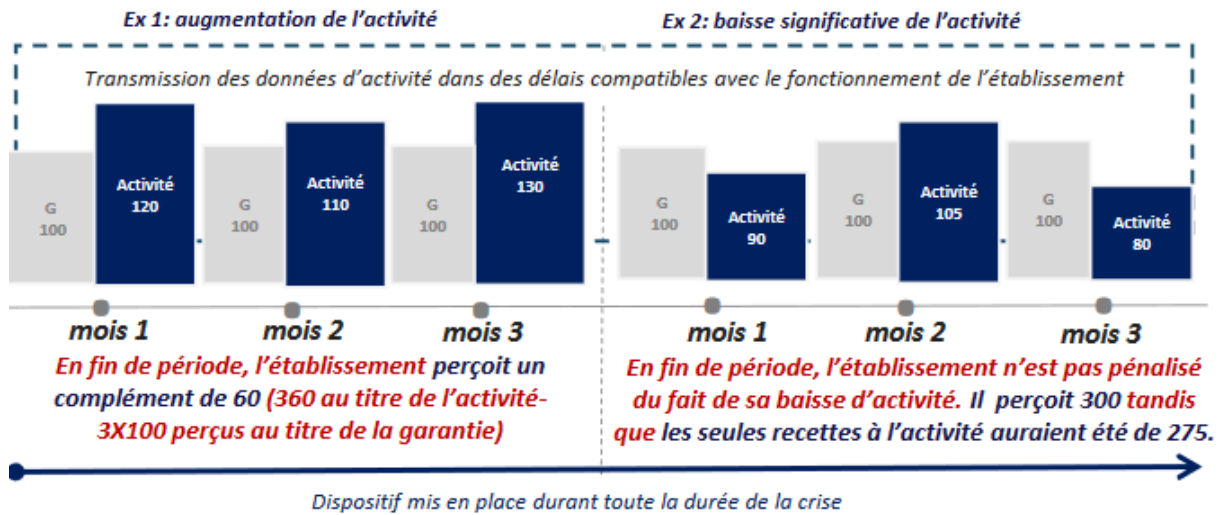 Ex 1: augmentation de l’activité
Ex 2: baisse significative de l’activité
Transmission des données d’activité dans des délais compatibles avec le fonctionnement de l’établissement
G
100
Activité
120
G
100
Activité
110
G
100
Activité
130
G
100
Activité
90
G
100
Activité
105
G
100
Activité
80
mois 1
mois 2
mois 3
mois 1
mois 2
mois 3
En fin de période, l’établissement perçoit un
complément de 60 (360 au titre de l’activité-
3X100 perçus au titre de la garantie)
En fin de période, l’établissement n’est pas pénalisé
du fait de sa baisse d’activité. Il perçoit 300 tandis
que les seules recettes à l’activité auraient été de 275.
Dispositif mis en place durant toute la durée de la crise